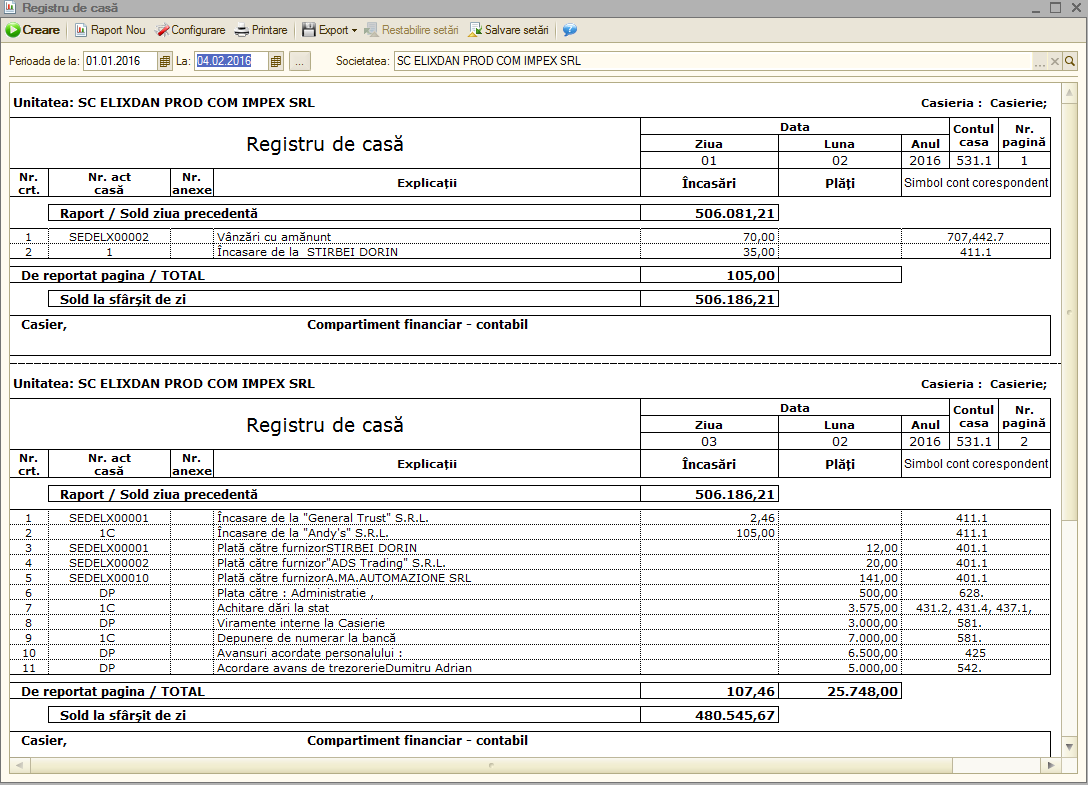 Registru de casă
Creare Raport Nou Configurare Printare Export Restabilire setări Salvare setări
Perioada de la: 01.01.2016 La: 04.02.2016 ... Societatea: SC ELIXDAN PROD COM IMPEX SRL ...
Unitatea: SC ELIXDAN PROD COM IMPEX SRL Casieria : Casierie;
Registru de casă Data Contul casa Nr. pagină
Ziua Luna Anul
01 02 2016 531.1 1
Nr. crt. Nr. act casă Nr. anexe Explicații Încasări Plăți Simbol cont corespondent
Raport / Sold ziua precedentă 506.081,21
1 SEDELX00002 Vânzări cu amănunt 70,00 707,442.7
2 1 Încasare de la STIRBEI DORIN 35,00 411.1
De reportat pagina / TOTAL 105,00
Sold la sfârșit de zi 506.186,21
Casier, Compartiment financiar - contabil
Unitatea: SC ELIXDAN PROD COM IMPEX SRL Casieria : Casierie;
Registru de casă Data Contul casa Nr. pagină
Ziua Luna Anul
03 02 2016 531.1 2
Nr. crt. Nr. act casă Nr. anexe Explicații Încasări Plăți Simbol cont corespondent
Raport / Sold ziua precedentă 506.186,21
1 SEDELX00001 Încasare de la "General Trust" S.R.L. 2,46 411.1
2 1C Încasare de la "Andy's" S.R.L. 105,00 411.1
3 SEDELX00001 Plată către furnizorSTIRBEI DORIN 12,00 401.1
4 SEDELX00002 Plată către furnizor"ADS Trading" S.R.L. 20,00 401.1
5 SEDELX00010 Plată către furnizorA.MA.AUTOMAZIONE SRL 141,00 401.1
6 DP Plata către : Administratie , 500,00 628.
7 1C Achitare dări la stat 3.575,00 431.2, 431.4, 437.1,
8 DP Viramente interne la Casierie 3.000,00 581.
9 1C Depunere de numerar la bancă 7.000,00 581.
10 DP Avansuri acordate personalului : 6.500,00 425
11 DP Acordare avans de trezorerieDumitru Adrian 5.000,00 542.
De reportat pagina / TOTAL 107,46 25.748,00
Sold la sfârșit de zi 480.545,67
Casier, Compartiment financiar - contabil